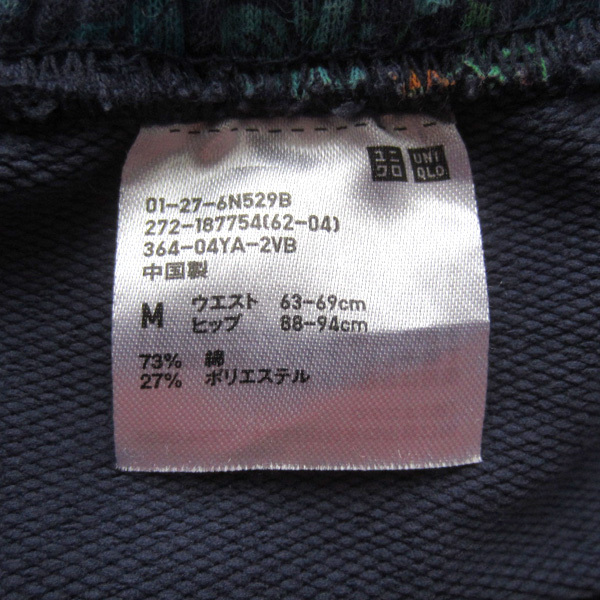 ユニ UNI
クロ QLO
01-27-6N529B
272-187754(62-04)
364-04YA-2VB
中国製
M ウエスト 63-69cm
ヒップ 88-94cm
73% 綿
27% ポリエステル